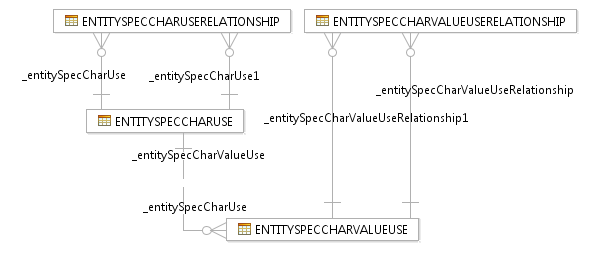 ENTITYSPECCHARUSERELATIONSHIP
ENTITYSPECCHARVALUEUSERELATIONSHIP
_entitySpecCharUse
_entitySpecCharUse1
_entitySpecCharValueUseRelationship
ENTITYSPECCHARUSE
_entitySpecCharValueUseRelationship1
_entitySpecCharValueUse
_entitySpecCharUse
ENTITYSPECCHARVALUEUSE